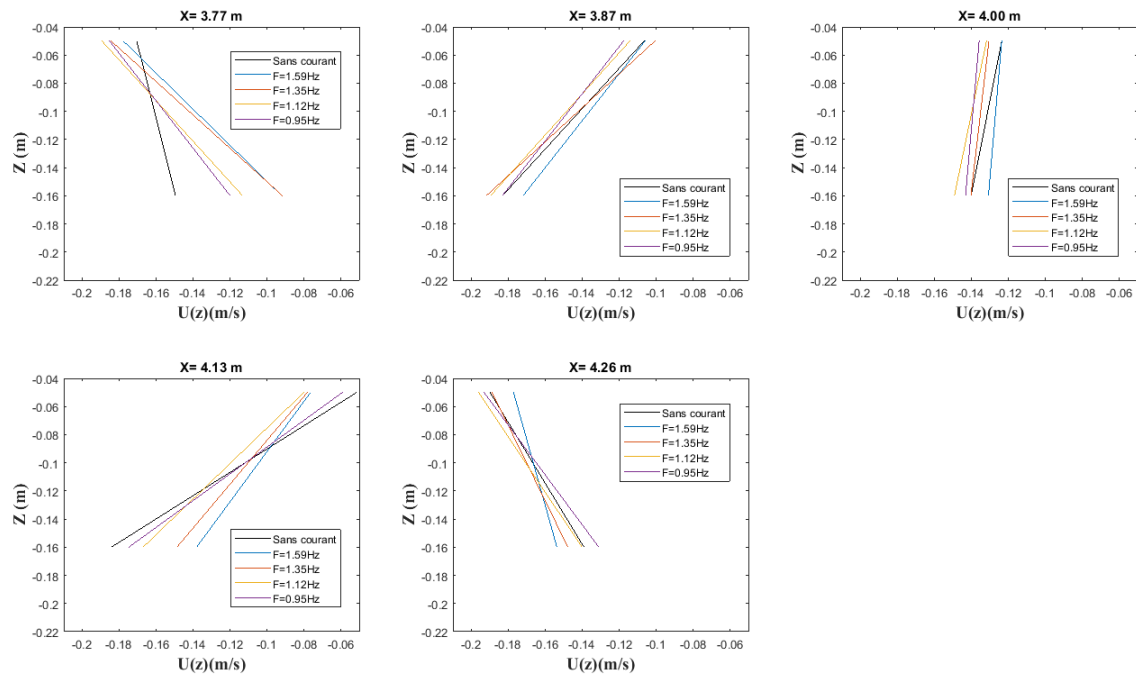 X= 3.77 m
-0.04
-0.06
-0.08
-0.1
-0.12
-0.14
-0.16
-0.18
-0.2
-0.22
Z (m)
Sans courant
F=1.59Hz
F=1.35Hz
F=1.12Hz
F=0.95Hz
-0.2 -0.18 -0.16 -0.14 -0.12 -0.1 -0.08 -0.06
U(z)(m/s)
X= 3.87 m
-0.04
-0.06
-0.08
-0.1
-0.12
-0.14
-0.16
-0.18
-0.2
-0.22
Z (m)
Sans courant
F=1.59Hz
F=1.35Hz
F=1.12Hz
F=0.95Hz
-0.2 -0.18 -0.16 -0.14 -0.12 -0.1 -0.08 -0.06
U(z)(m/s)
X= 4.00 m
-0.04
-0.06
-0.08
-0.1
-0.12
-0.14
-0.16
-0.18
-0.2
-0.22
Z (m)
Sans courant
F=1.59Hz
F=1.35Hz
F=1.12Hz
F=0.95Hz
-0.2 -0.18 -0.16 -0.14 -0.12 -0.1 -0.08 -0.06
U(z)(m/s)
X= 4.13 m
-0.04
-0.06
-0.08
-0.1
-0.12
-0.14
-0.16
-0.18
-0.2
-0.22
Z (m)
Sans courant
F=1.59Hz
F=1.35Hz
F=1.12Hz
F=0.95Hz
-0.2 -0.18 -0.16 -0.14 -0.12 -0.1 -0.08 -0.06
U(z)(m/s)
X= 4.26 m
-0.04
-0.06
-0.08
-0.1
-0.12
-0.14
-0.16
-0.18
-0.2
-0.22
Z (m)
Sans courant
F=1.59Hz
F=1.35Hz
F=1.12Hz
F=0.95Hz
-0.2 -0.18 -0.16 -0.14 -0.12 -0.1 -0.08 -0.06
U(z)(m/s)